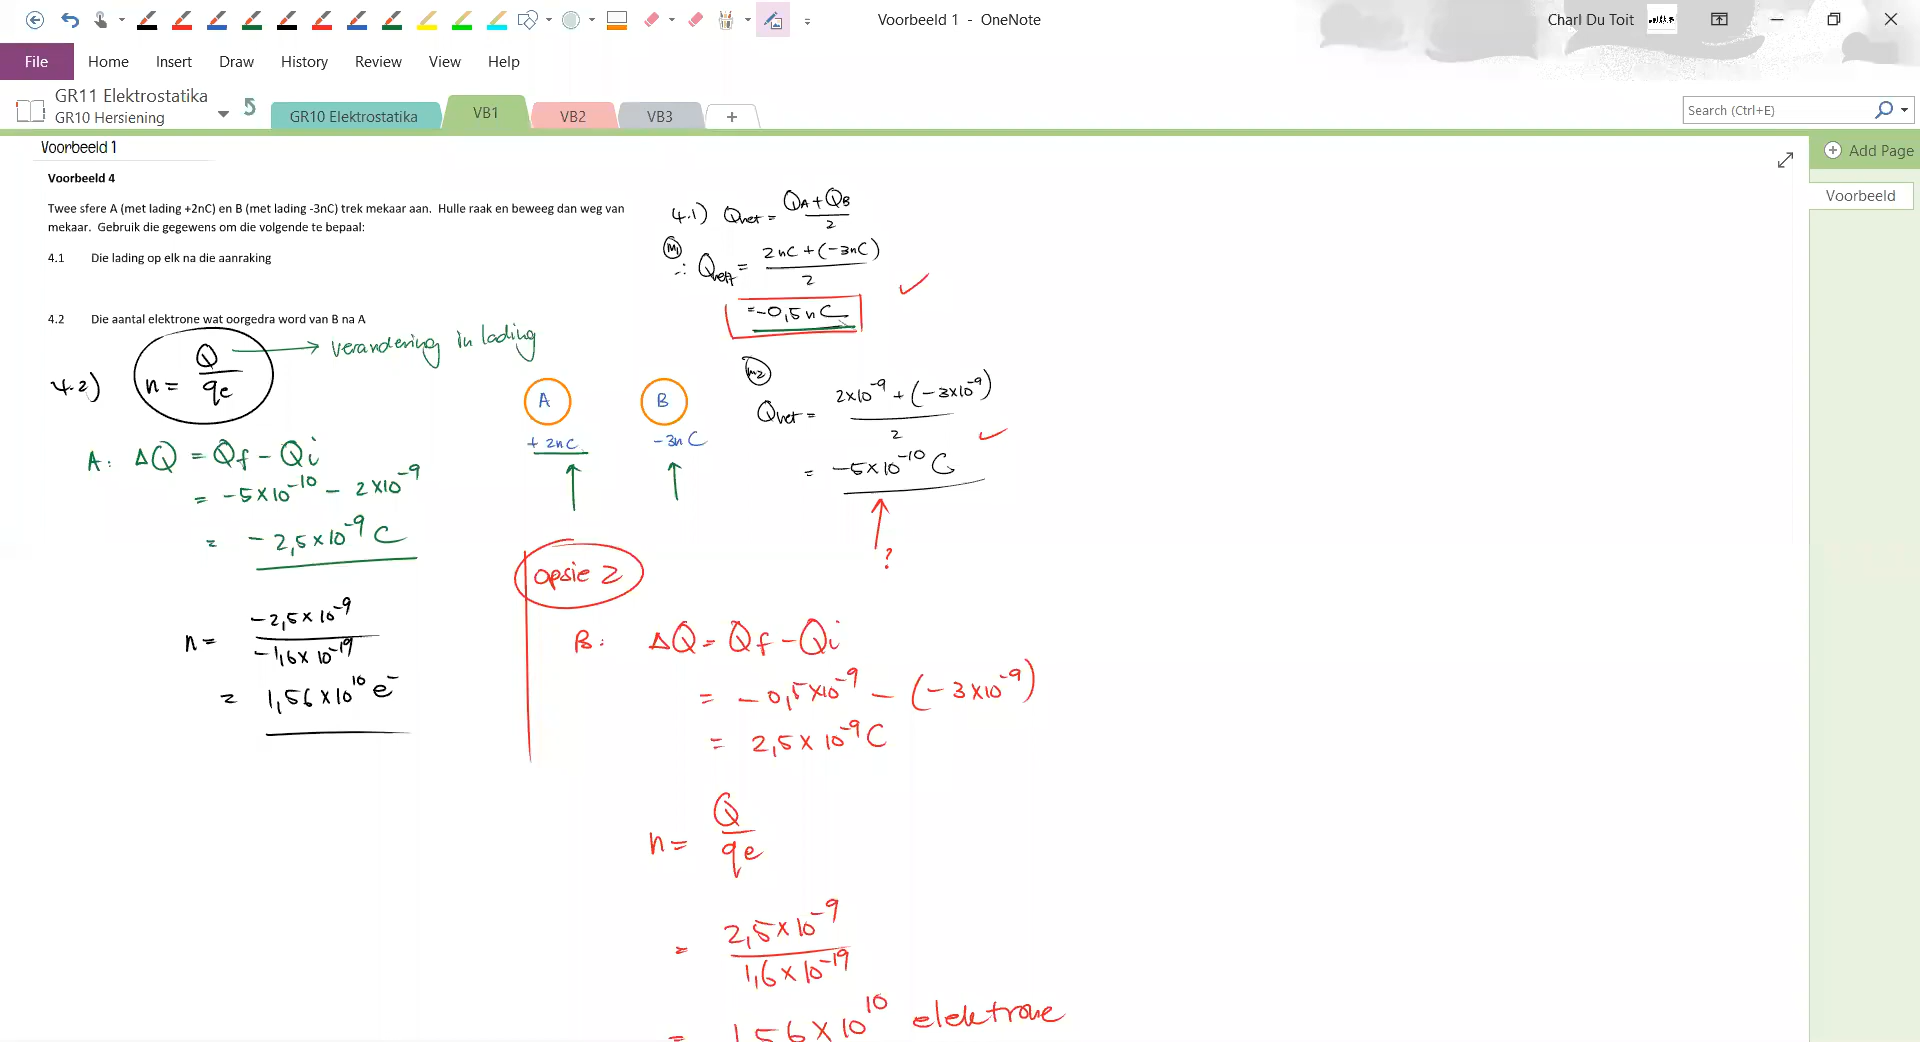 Voorbeeld 1 - OneNote
Charl Du Toit
File Home Insert Draw History Review View Help
GR11 Elektrostatika
GR10 Hersiening
GR10 Elektrostatika VB1 VB2 VB3 +
Search (Ctrl+E)
Add Page
Voorbeeld
Voorbeeld 1
Voorbeeld 4
Twee sfere A (met lading +2nC) en B (met lading -3nC) trek mekaar aan. Hulle raak en beweeg dan weg van
mekaar. Gebruik die gegewens om die volgende te bepaal:
4.1 Die lading op elk na die aanraking
4.2 Die aantal elektrone wat oorgedra word van B na A
4.1) Qnet = QA + QB / 2
M1
∴ Qnett = 2nC + (-3nC) / 2
= -0,5nC
M2
Qnet = 2x10⁻⁹ + (-3x10⁻⁹) / 2
= -5x10⁻¹⁰ C
?
4.2) n = Q / qe → verandering in lading
A B
+2nC -3nC
A: ΔQ = Qf - Qi
= -5x10⁻¹⁰ - 2x10⁻⁹
= -2,5x10⁻⁹ C
n = -2,5x10⁻⁹ / -1,6x10⁻¹⁹
= 1,56x10¹⁰ e⁻
Opsie 2
B: ΔQ = Qf - Qi
= -0,5x10⁻⁹ - (-3x10⁻⁹)
= 2,5x10⁻⁹ C
n = Q / qe
= 2,5x10⁻⁹ / 1,6x10⁻¹⁹
= 1,56x10¹⁰ elektrone